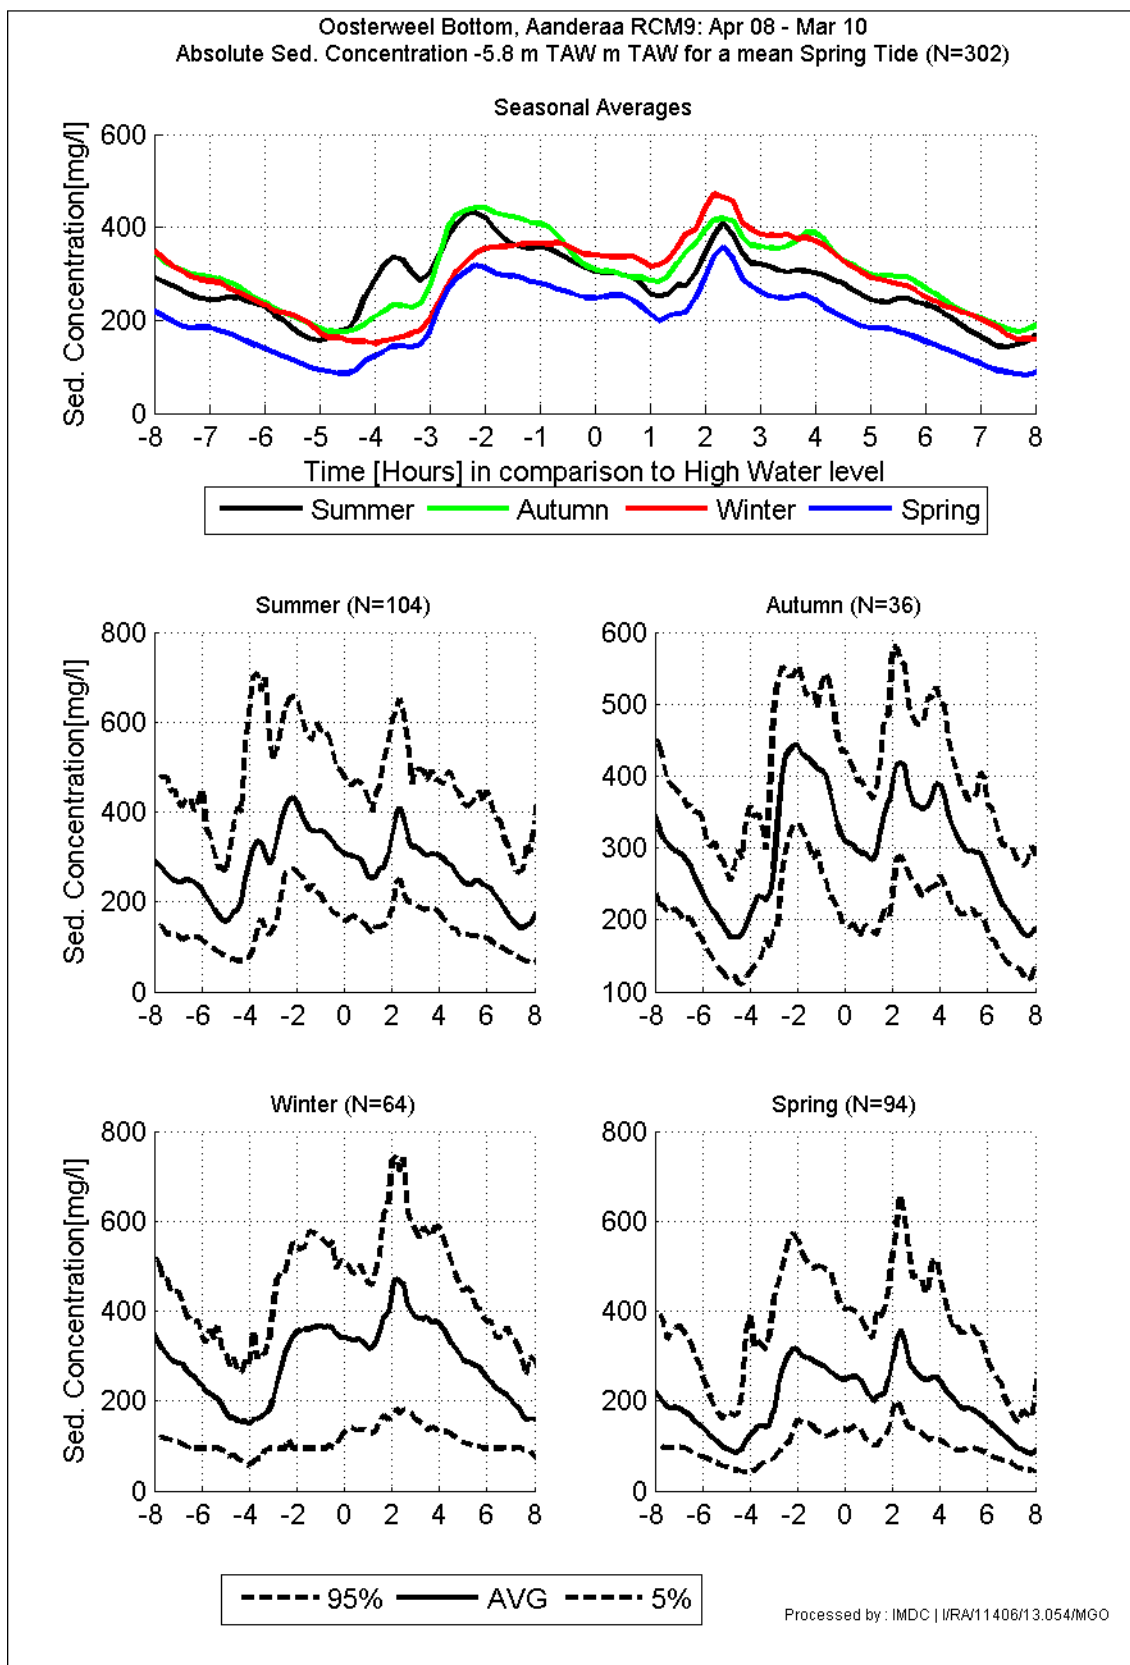 Oosterweel Bottom, Aanderaa RCM9: Apr 08 - Mar 10
Absolute Sed. Concentration -5.8 m TAW m TAW for a mean Spring Tide (N=302)
Seasonal Averages
Sed. Concentration[mg/l]
600
400
200
0
-8 -7 -6 -5 -4 -3 -2 -1 0 1 2 3 4 5 6 7 8
Time [Hours] in comparison to High Water level
Summer Autumn Winter Spring
Summer (N=104)
Sed. Concentration[mg/l]
800
600
400
200
0
-8 -6 -4 -2 0 2 4 6 8
Autumn (N=36)
600
500
400
300
200
100
-8 -6 -4 -2 0 2 4 6 8
Winter (N=64)
Sed. Concentration[mg/l]
800
600
400
200
0
-8 -6 -4 -2 0 2 4 6 8
Spring (N=94)
800
600
400
200
0
-8 -6 -4 -2 0 2 4 6 8
95% AVG 5%
Processed by : IMDC | I/RA/11406/13.054/MGO